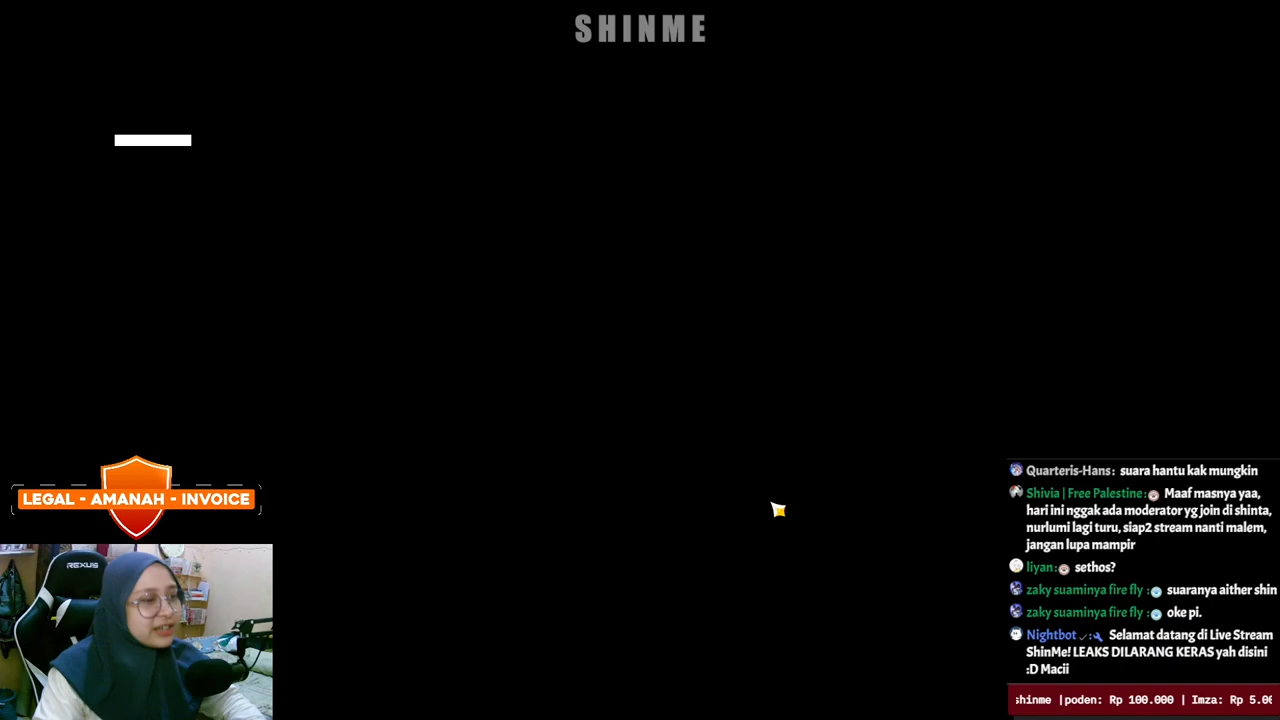 SHINME
LEGAL - AMANAH - INVOICE
REXUS
Quarteris-Hans: suara hantu kak mungkin
Shivia | Free Palestine: Maaf masnya yaa,
hari ini nggak ada moderator yg join di shinta,
nurlumi lagi turu, siap2 stream nanti malem,
jangan lupa mampir
liyan: sethos?
zaky suaminya fire fly : suaranya aither shin
zaky suaminya fire fly : oke pi.
Nightbot : Selamat datang di Live Stream
ShinMe! LEAKS DILARANG KERAS yah disini
:D Macii
shinme |poden: Rp 100.000 | Imza: Rp 5.00